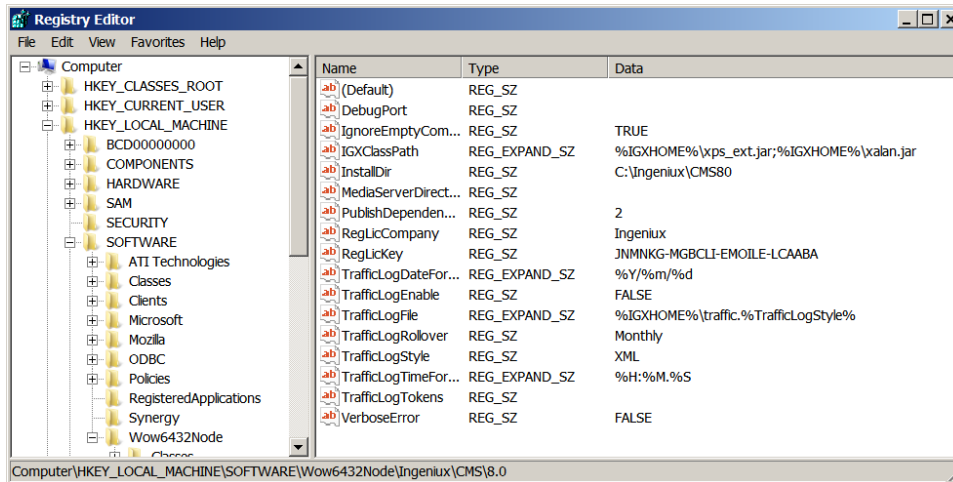 Registry Editor
File Edit View Favorites Help
Computer
HKEY_CLASSES_ROOT
HKEY_CURRENT_USER
HKEY_LOCAL_MACHINE
BCD00000000
COMPONENTS
HARDWARE
SAM
SECURITY
SOFTWARE
ATI Technologies
Classes
Clients
Microsoft
Mozilla
ODBC
Policies
RegisteredApplications
Synergy
Wow6432Node
Classes
Name Type Data
(Default) REG_SZ
DebugPort REG_SZ
IgnoreEmptyCom... REG_SZ TRUE
IGXClassPath REG_EXPAND_SZ %IGXHOME%\xps_ext.jar;%IGXHOME%\xalan.jar
InstallDir REG_SZ C:\Ingeniux\CMS80
MediaServerDirect... REG_SZ
PublishDependen... REG_SZ 2
RegLicCompany REG_SZ Ingeniux
RegLicKey REG_SZ JNMNKG-MGBCLI-EMOILE-LCAABA
TrafficLogDateFor... REG_EXPAND_SZ %Y/%m/%d
TrafficLogEnable REG_SZ FALSE
TrafficLogFile REG_EXPAND_SZ %IGXHOME%\traffic.%TrafficLogStyle%
TrafficLogRollover REG_SZ Monthly
TrafficLogStyle REG_SZ XML
TrafficLogTimeFor... REG_EXPAND_SZ %H:%M.%S
TrafficLogTokens REG_SZ
VerboseError REG_SZ FALSE
Computer\HKEY_LOCAL_MACHINE\SOFTWARE\Wow6432Node\Ingeniux\CMS\8.0